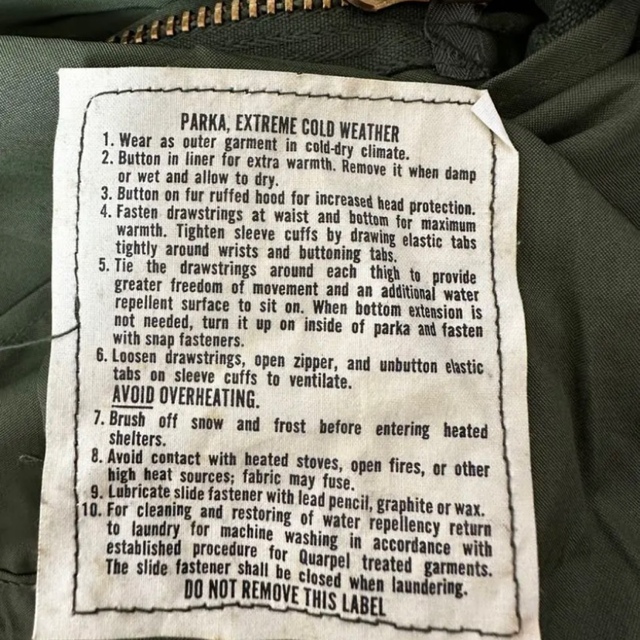 PARKA, EXTREME COLD WEATHER
1. Wear as outer garment in cold-dry climate.
2. Button in liner for extra warmth. Remove it when damp
or wet and allow to dry.
3. Button on fur ruffed hood for increased head protection.
4. Fasten drawstrings at waist and bottom for maximum
warmth. Tighten sleeve cuffs by drawing elastic tabs
tightly around wrists and buttoning tabs.
5. Tie the drawstrings around each thigh to provide
greater freedom of movement and an additional water
repellent surface to sit on. When bottom extension is
not needed, turn it up on inside of parka and fasten
with snap fasteners.
6. Loosen drawstrings, open zipper, and unbutton elastic
tabs on sleeve cuffs to ventilate.
AVOID OVERHEATING.
7. Brush off snow and frost before entering heated
shelters.
8. Avoid contact with heated stoves, open fires, or other
high heat sources; fabric may fuse.
9. Lubricate slide fastener with lead pencil, graphite or wax.
10. For cleaning and restoring of water repellency return
to laundry for machine washing in accordance with
established procedure for Quarpel treated garments.
The slide fastener shall be closed when laundering.
DO NOT REMOVE THIS LABEL